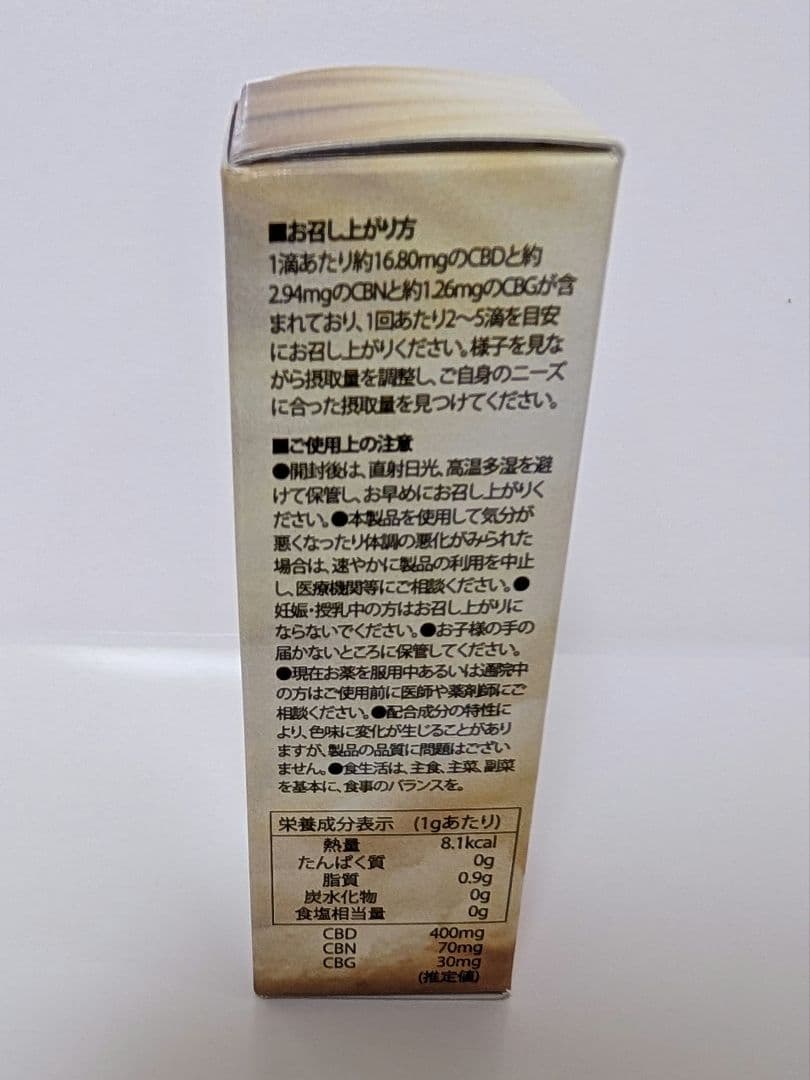 ■お召し上がり方
1滴あたり約16.80mgのCBDと約
2.94mgのCBNと約1.26mgのCBGが含
まれており、1回あたり2〜5滴を目安
にお召し上がりください。様子を見な
がら摂取量を調整し、ご自身のニーズ
に合った摂取量を見つけてください。
■ご使用上の注意
●開封後は、直射日光、高温多湿を避
けて保管し、お早めにお召し上がりく
ださい。●本製品を使用して気分が
悪くなったり体調の悪化がみられた
場合は、速やかに製品の利用を中止
し、医療機関等にご相談ください。●
妊娠・授乳中の方はお召し上がりに
ならないでください。●お子様の手の
届かないところに保管してください。
●現在お薬を服用中あるいは通院中
の方はご使用前に医師や薬剤師にご
相談ください。●配合成分の特性に
より、色味に変化が生じることがあり
ますが、製品の品質に問題はござい
ません。●食生活は、主食、主菜、副菜
を基本に、食事のバランスを。
栄養成分表示 (1gあたり)
熱量 8.1kcal
たんぱく質 0g
脂質 0.9g
炭水化物 0g
食塩相当量 0g
CBD 400mg
CBN 70mg
CBG 30mg
(推定値)